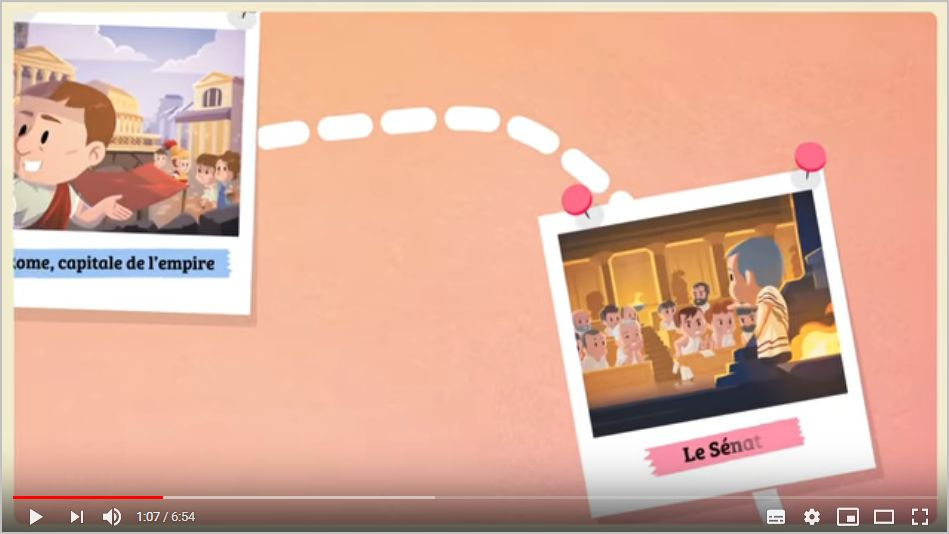 ome, capitale de l'empire
Le Sénat
1:07 / 6:54